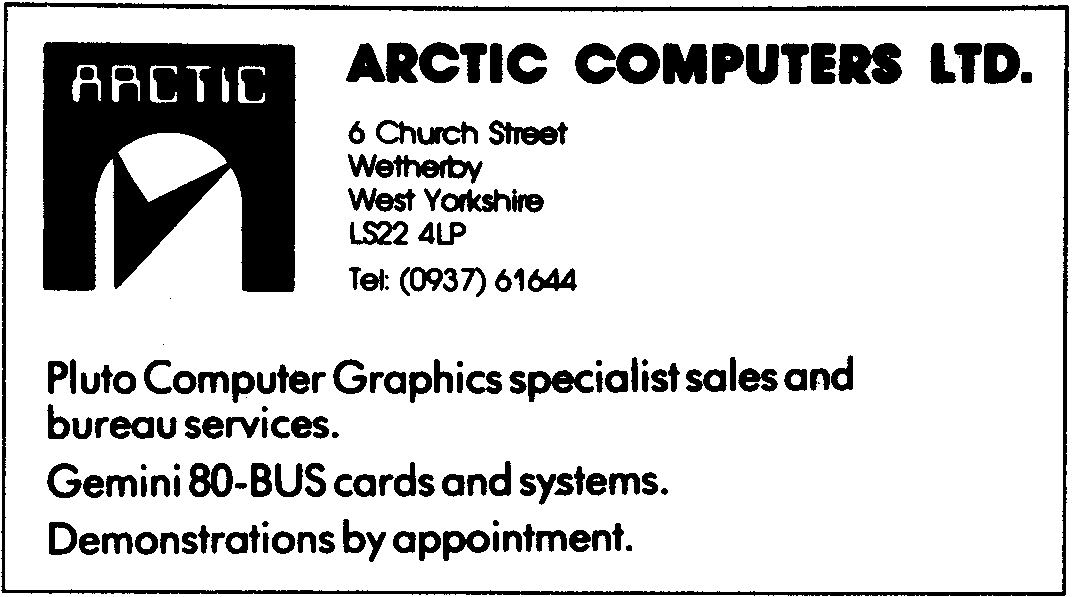 ARCTIC
ARCTIC COMPUTERS LTD.
6 Church Street
Wetherby
West Yorkshire
LS22 4LP
Tel: (0937) 61644
Pluto Computer Graphics specialist sales and
bureau services.
Gemini 80-BUS cards and systems.
Demonstrations by appointment.